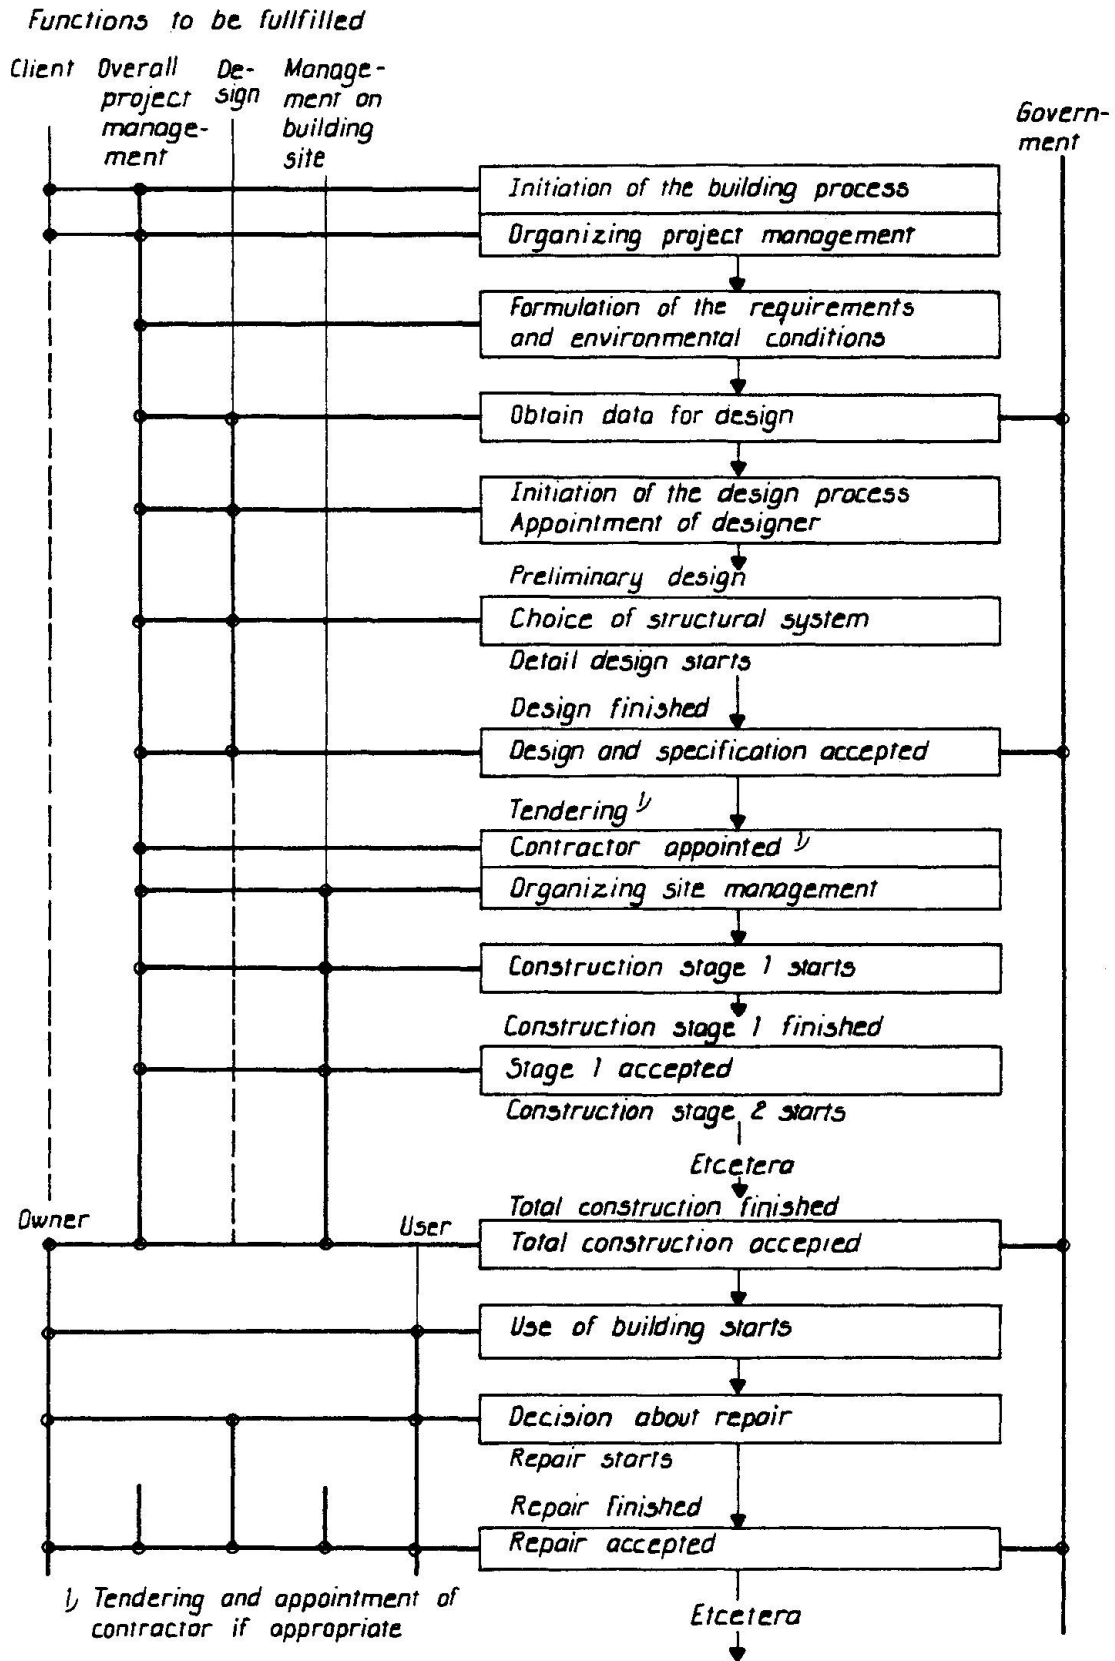 Functions to be fullfilled
Client
Overall
project
manage-
ment
De-
sign
Manage-
ment on
building
site
Govern-
ment
Initiation of the building process
Organizing project management
Formulation of the requirements
and environmental conditions
Obtain data for design
Initiation of the design process
Appointment of designer
Preliminary design
Choice of structural system
Detail design starts
Design finished
Design and specification accepted
Tendering 1)
Contractor appointed 1)
Organizing site management
Construction stage 1 starts
Construction stage 1 finished
Stage 1 accepted
Construction stage 2 starts
Etcetera
Total construction finished
Owner
User
Total construction accepted
Use of building starts
Decision about repair
Repair starts
Repair finished
Repair accepted
1) Tendering and appointment of
contractor if appropriate
Etcetera